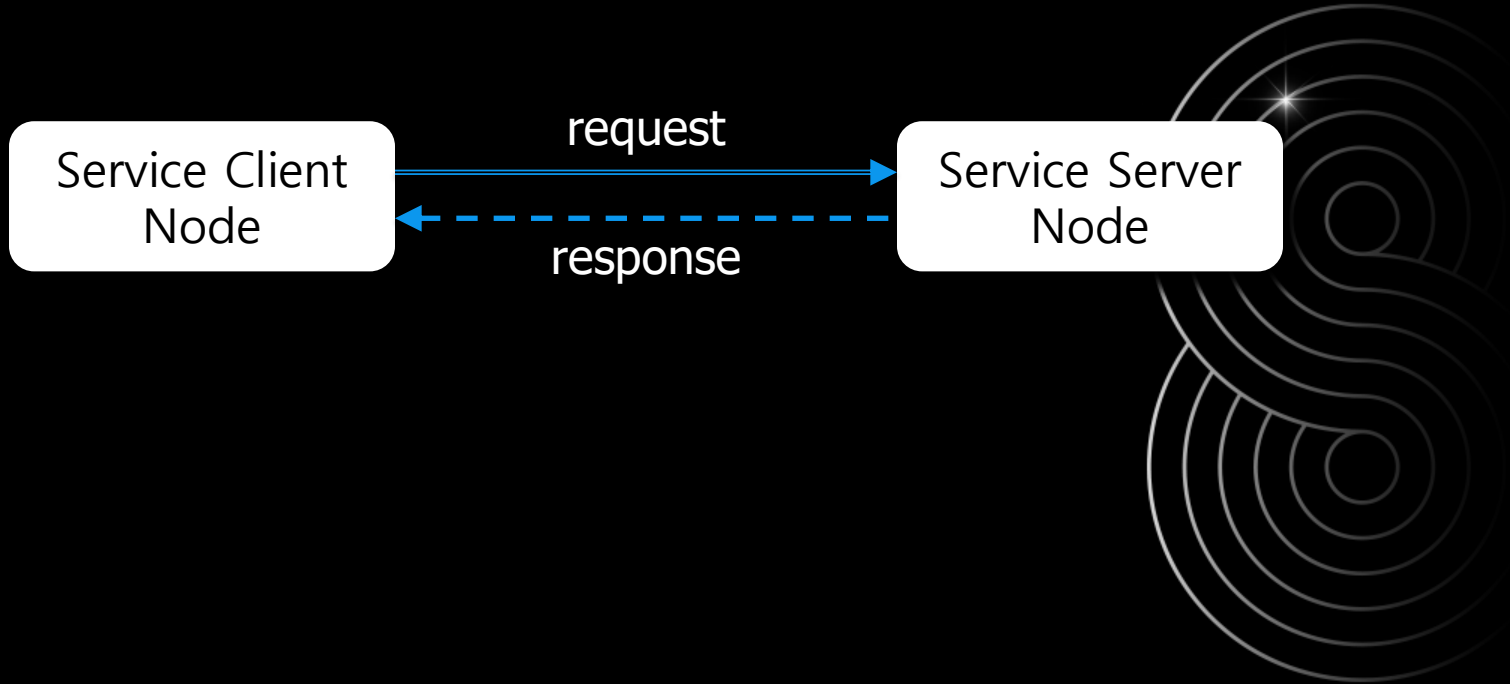 request
Service Client
Node
Service Server
Node
response